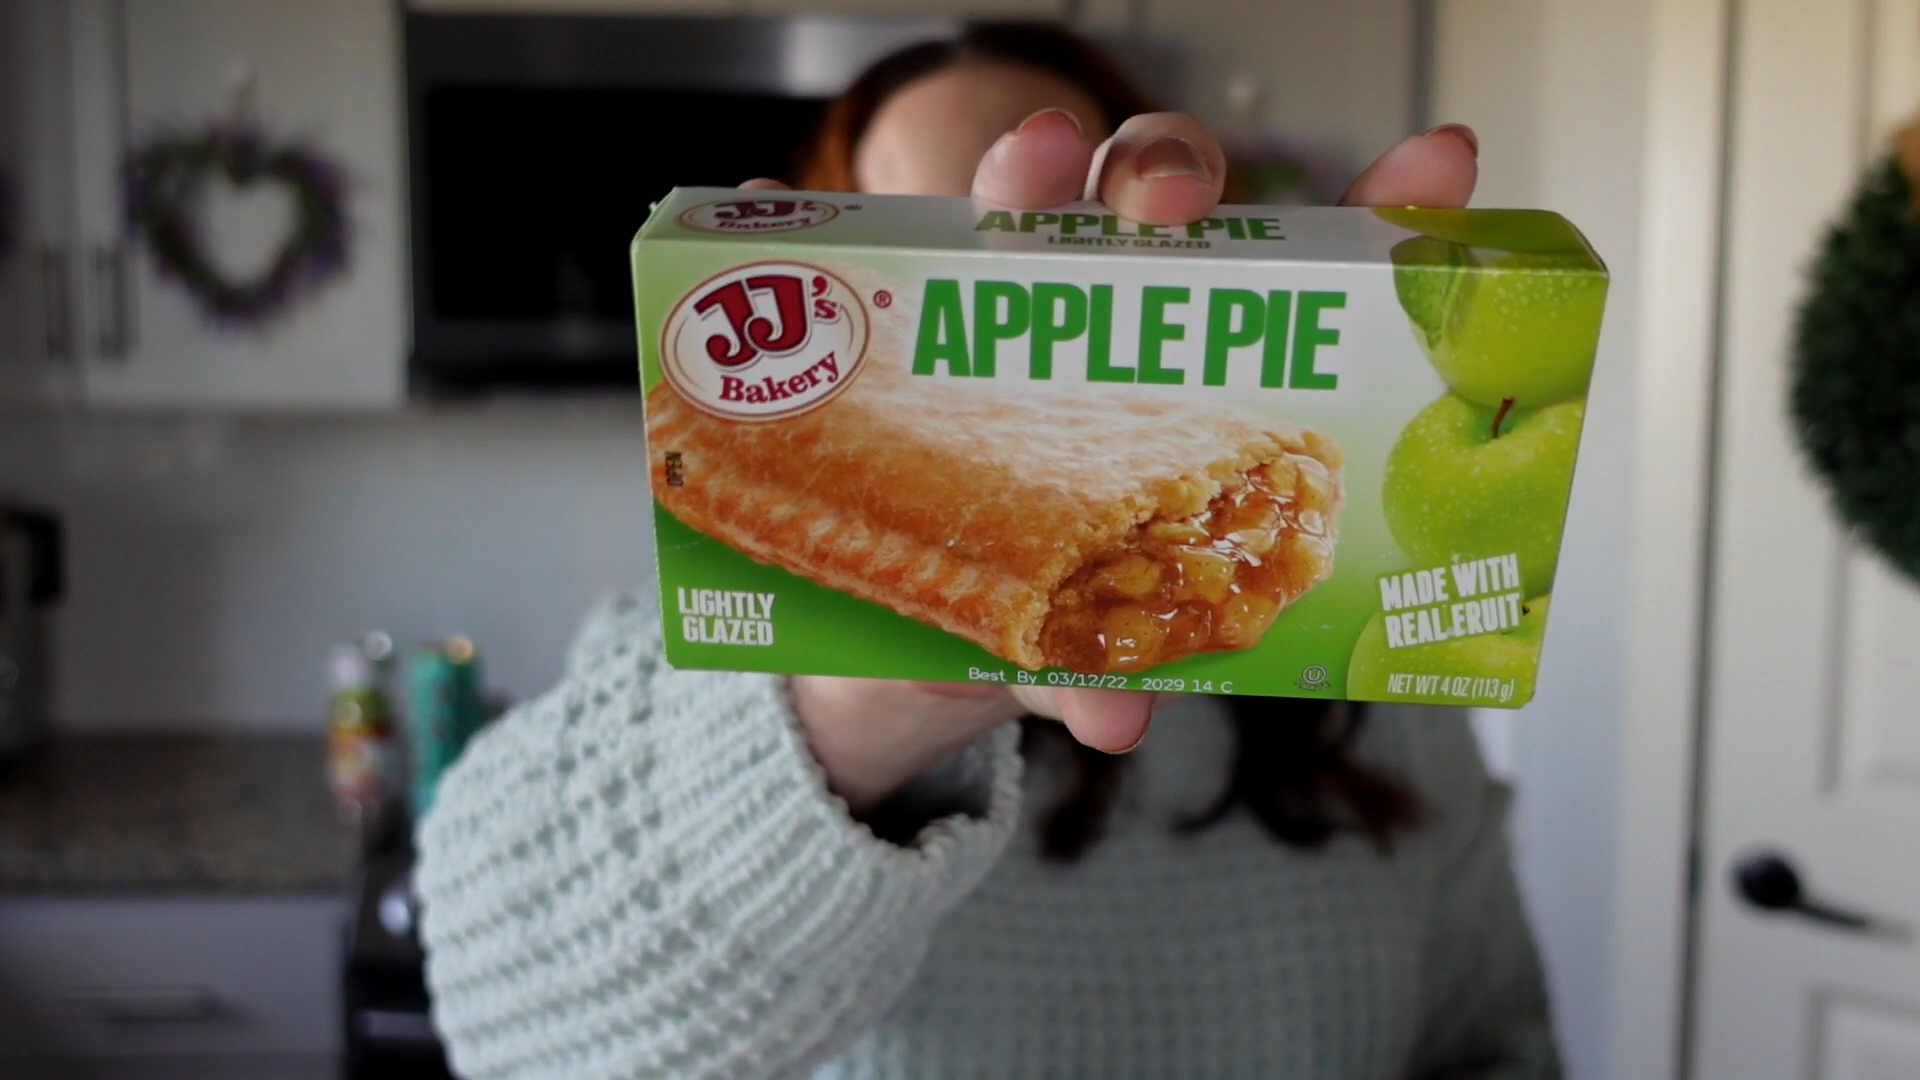 JJ's
Bakery
APPLE PIE
LIGHTLY GLAZED
JJ's
Bakery
®
APPLE PIE
OPEN
LIGHTLY
GLAZED
MADE WITH
REAL FRUIT
Best By 03/12/22 2029 14 C
U
NET WT 4 OZ (113 g)